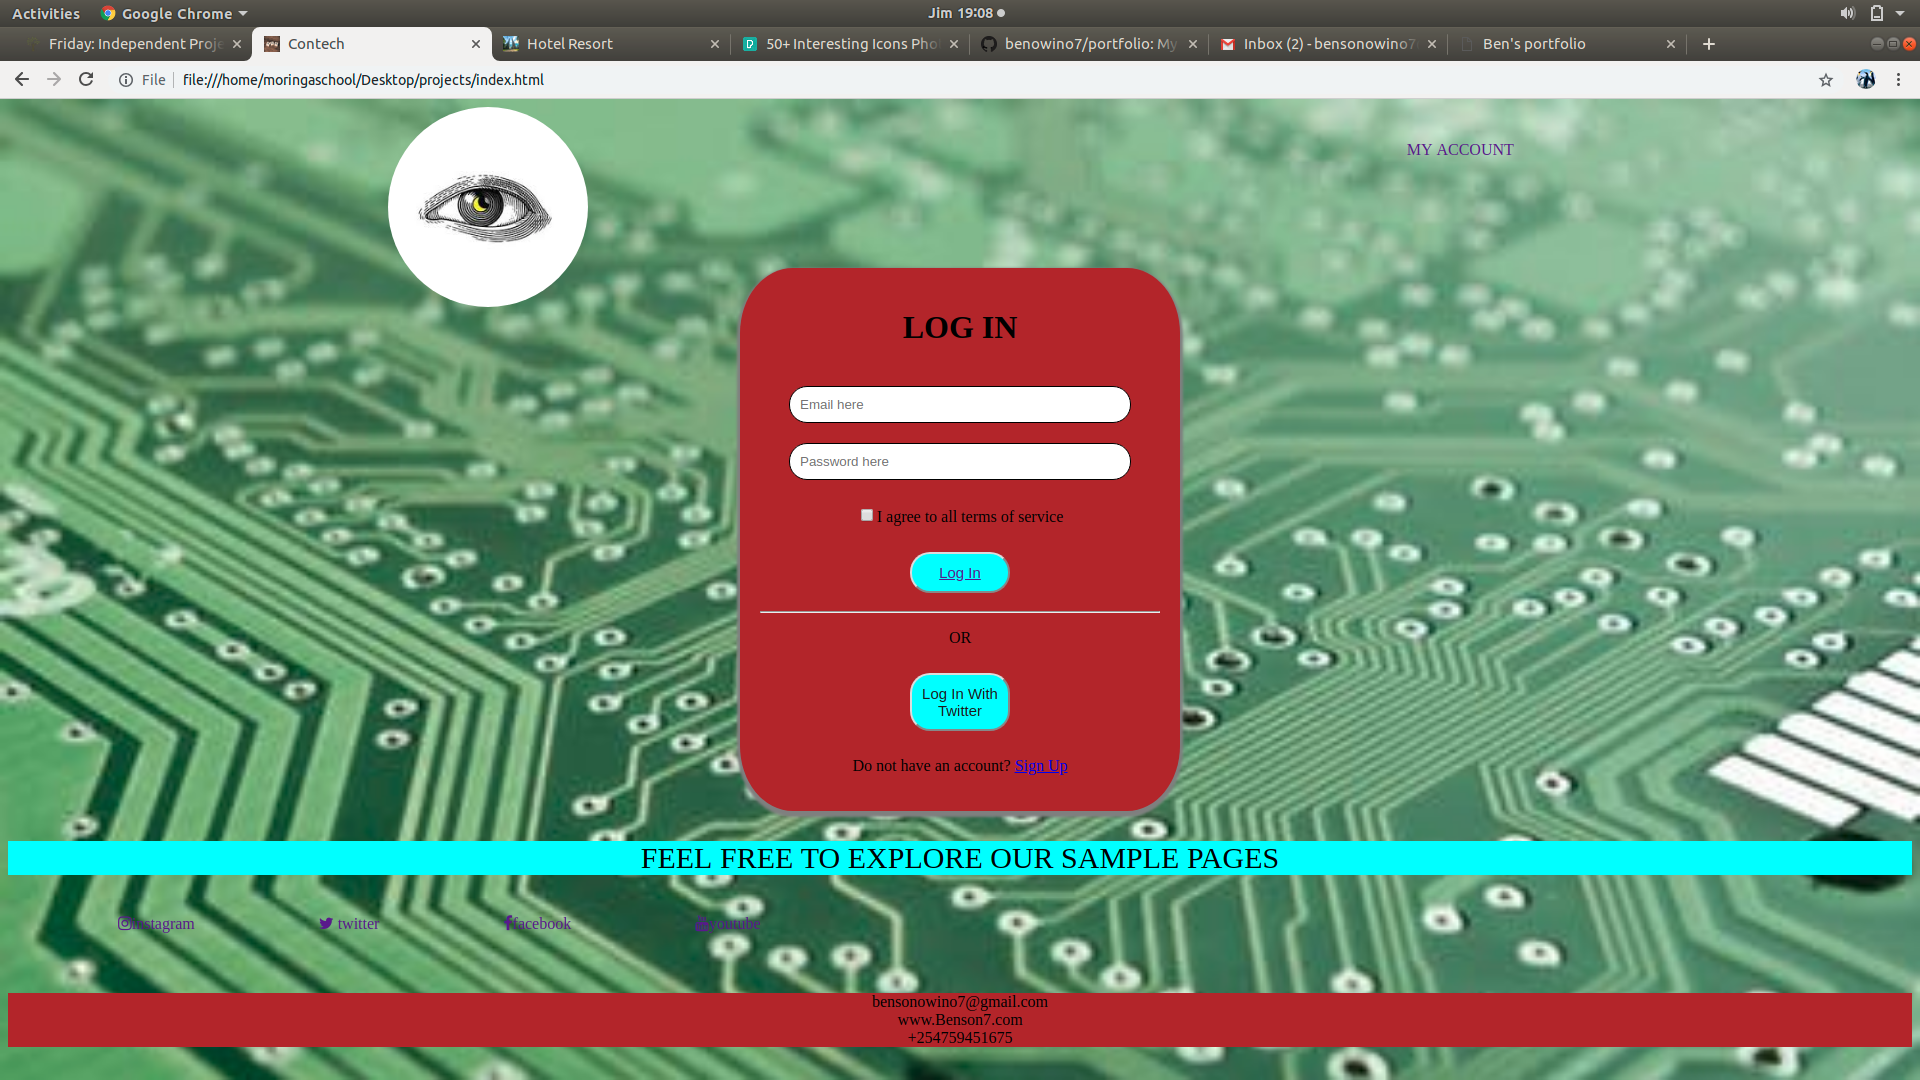 Activities
Google Chrome
Jim 19:08
Friday: Independent Proje
Contech
Hotel Resort
50+ Interesting Icons Pho
benowino7/portfolio: My
Inbox (2) - bensonowino7
Ben's portfolio
File
file:///home/moringaschool/Desktop/projects/index.html
MY ACCOUNT
LOG IN
Email here
Password here
I agree to all terms of service
Log In
OR
Log In With
Twitter
Do not have an account? Sign Up
FEEL FREE TO EXPLORE OUR SAMPLE PAGES
instagram
twitter
facebook
youtube
bensonowino7@gmail.com
www.Benson7.com
+254759451675